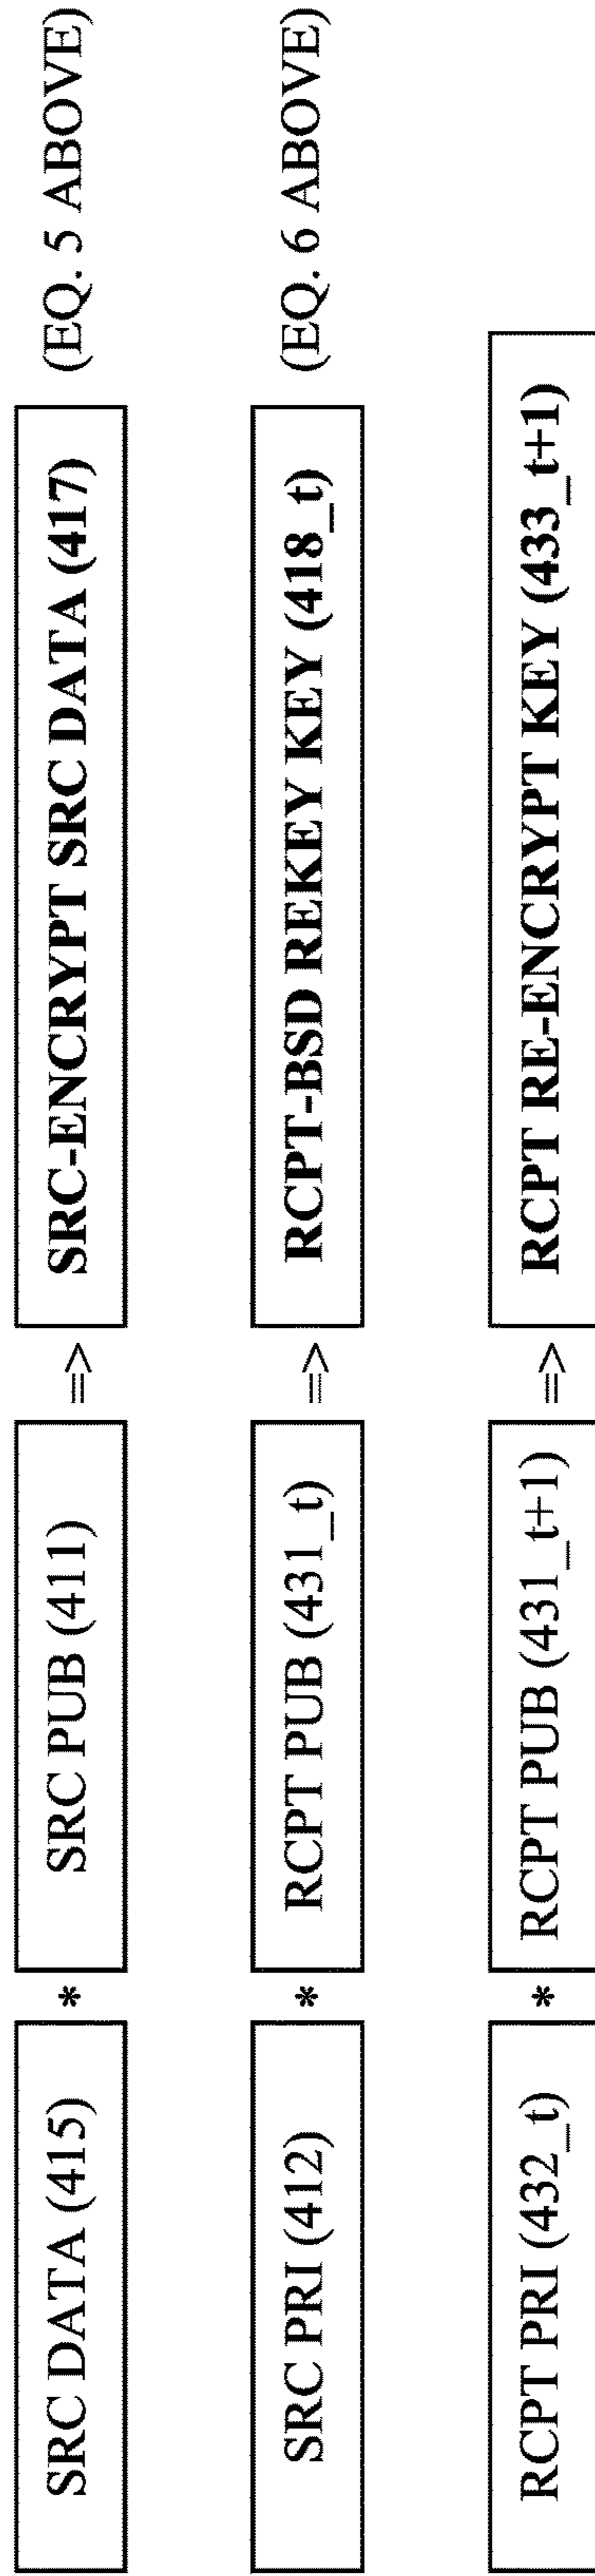 SRC DATA (415) * SRC PUB (411) => SRC-ENCRYPT SRC DATA (417) (EQ. 5 ABOVE)
SRC PRI (412) * RCPT PUB (431_t) => RCPT-BSD REKEY KEY (418_t) (EQ. 6 ABOVE)
RCPT PRI (432_t) * RCPT PUB (431_t+1) => RCPT RE-ENCRYPT KEY (433_t+1)